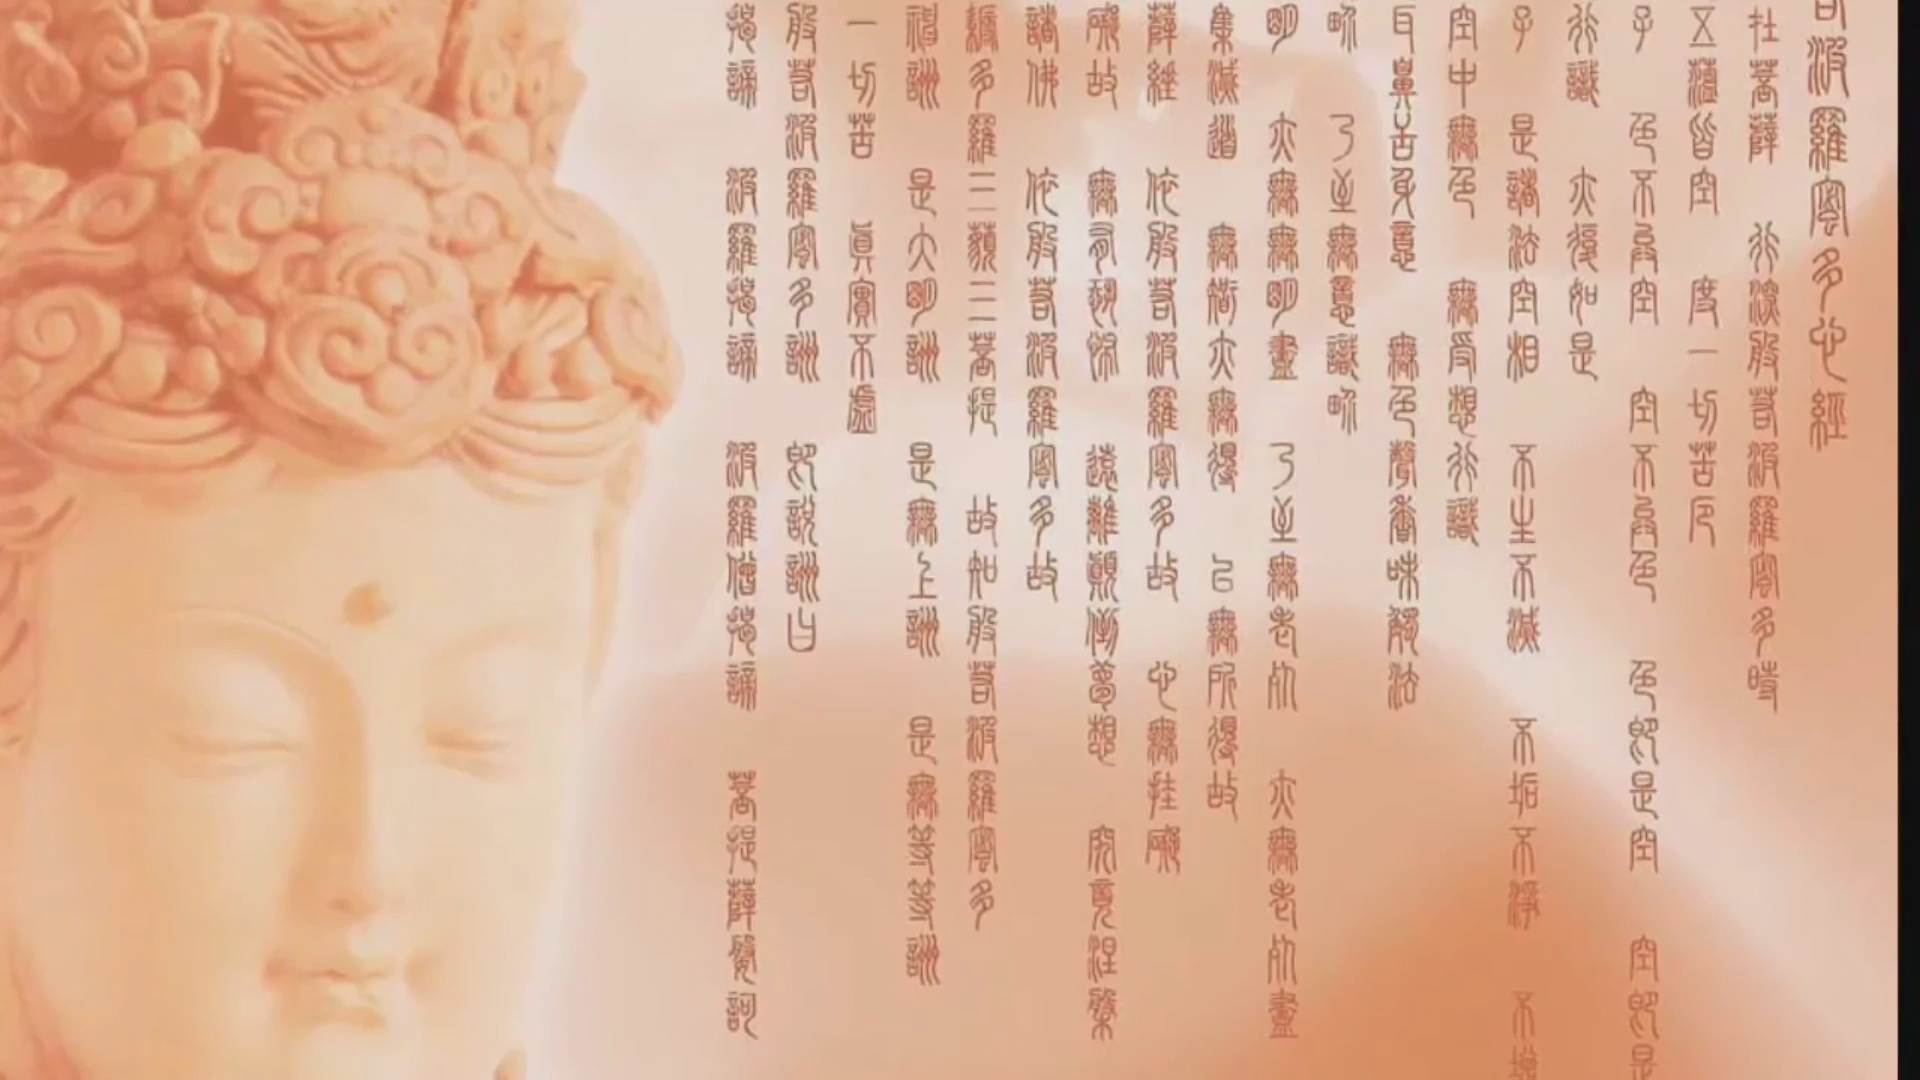 波羅蜜多心經
在菩薩 行深般若波羅蜜多時
五蘊皆空 度一切苦厄
子 色不異空 空不異色 色即是空 空即是
行識 亦復如是
子 是諸法空相 不生不滅 不垢不淨 不增
空中無色 無受想行識
耳鼻舌身意 無色聲香味觸法
界 乃至無意識界
明 亦無無明盡 乃至無老死 亦無老死盡
集滅道 無智亦無得 以無所得故
薩埵 依般若波羅蜜多故 心無挂礙
礙故 無有恐怖 遠離顛倒夢想 究竟涅槃
諸佛 依般若波羅蜜多故
耨多羅三藐三菩提 故知般若波羅蜜多
神詶 是大明詶 是無上詶 是無等等詶
一切苦 眞實不虛
般若波羅蜜多詶 即說詶曰
揭諦 波羅揭諦 波羅僧揭諦 菩提薩婆訶